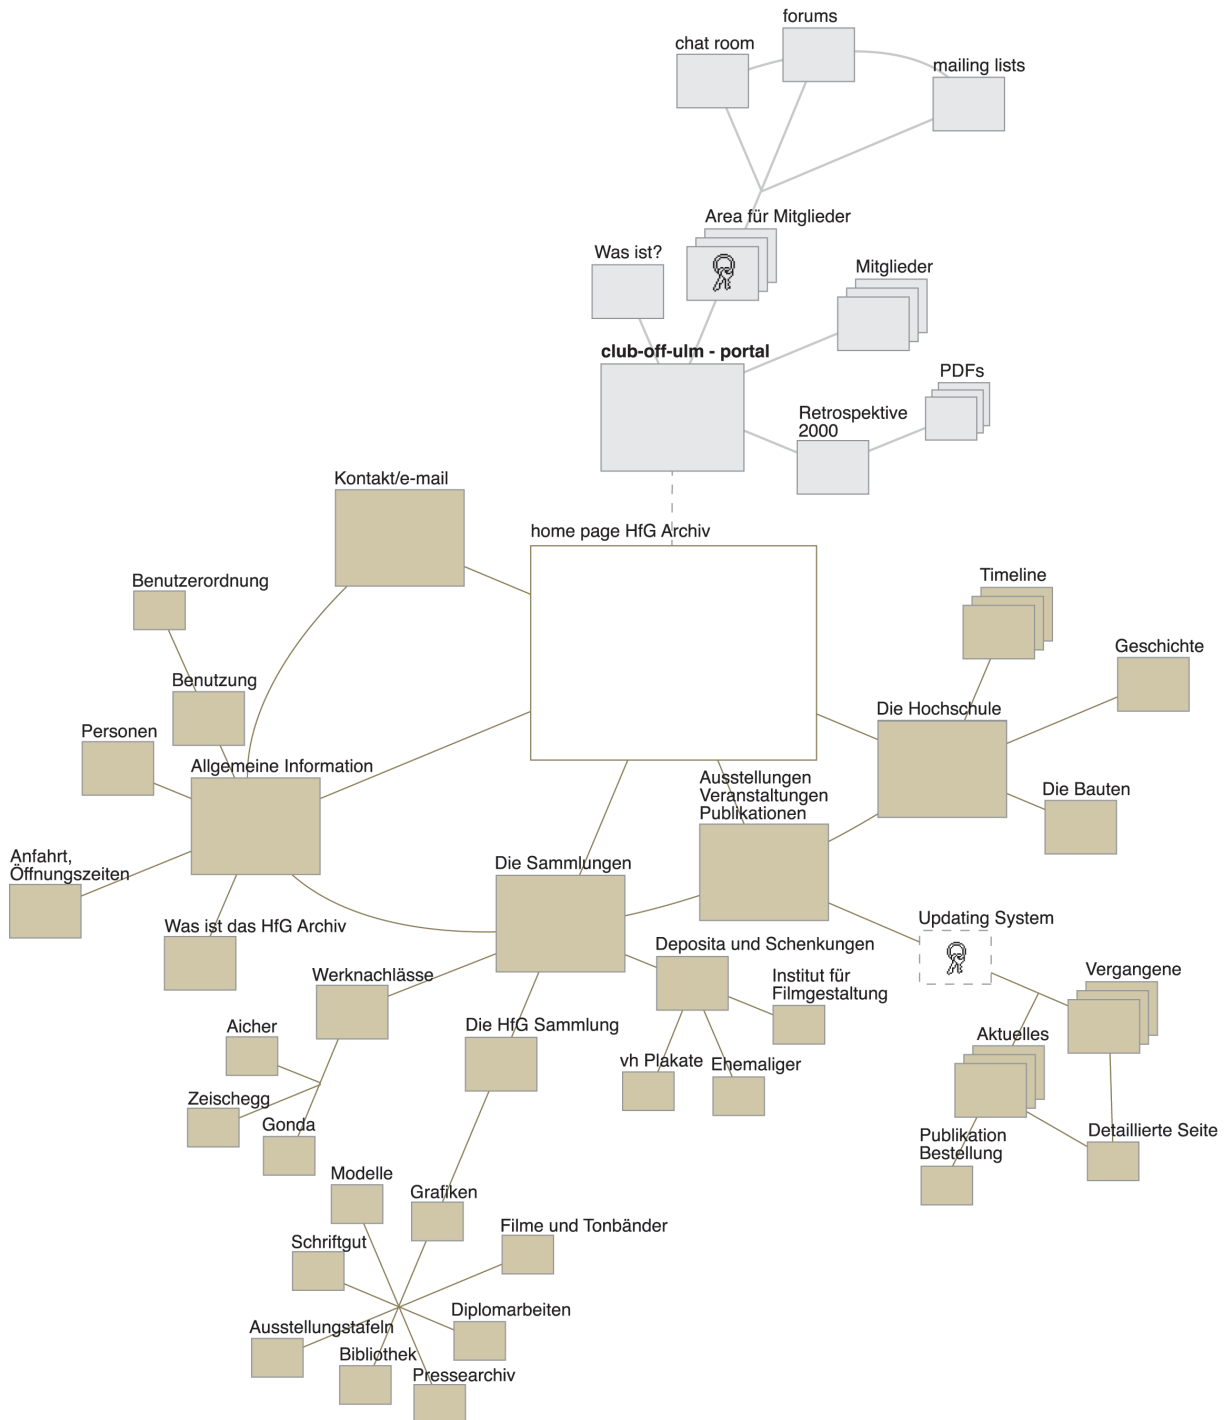 forums
chat room
mailing lists
Area für Mitglieder
Was ist?
Mitglieder
club-off-ulm - portal
PDFs
Retrospektive
2000
Kontakt/e-mail
home page HfG Archiv
Benutzerordnung
Timeline
Geschichte
Benutzung
Die Hochschule
Personen
Allgemeine Information
Ausstellungen
Veranstaltungen
Publikationen
Die Bauten
Anfahrt,
Öffnungszeiten
Die Sammlungen
Was ist das HfG Archiv
Updating System
Deposita und Schenkungen
Werknachlässe
Institut für
Filmgestaltung
Vergangene
Aicher
Die HfG Sammlung
Aktuelles
vh Plakate
Ehemaliger
Zeischegg
Gonda
Publikation
Bestellung
Detaillierte Seite
Modelle
Grafiken
Filme und Tonbänder
Schriftgut
Diplomarbeiten
Ausstellungstafeln
Bibliothek
Pressearchiv